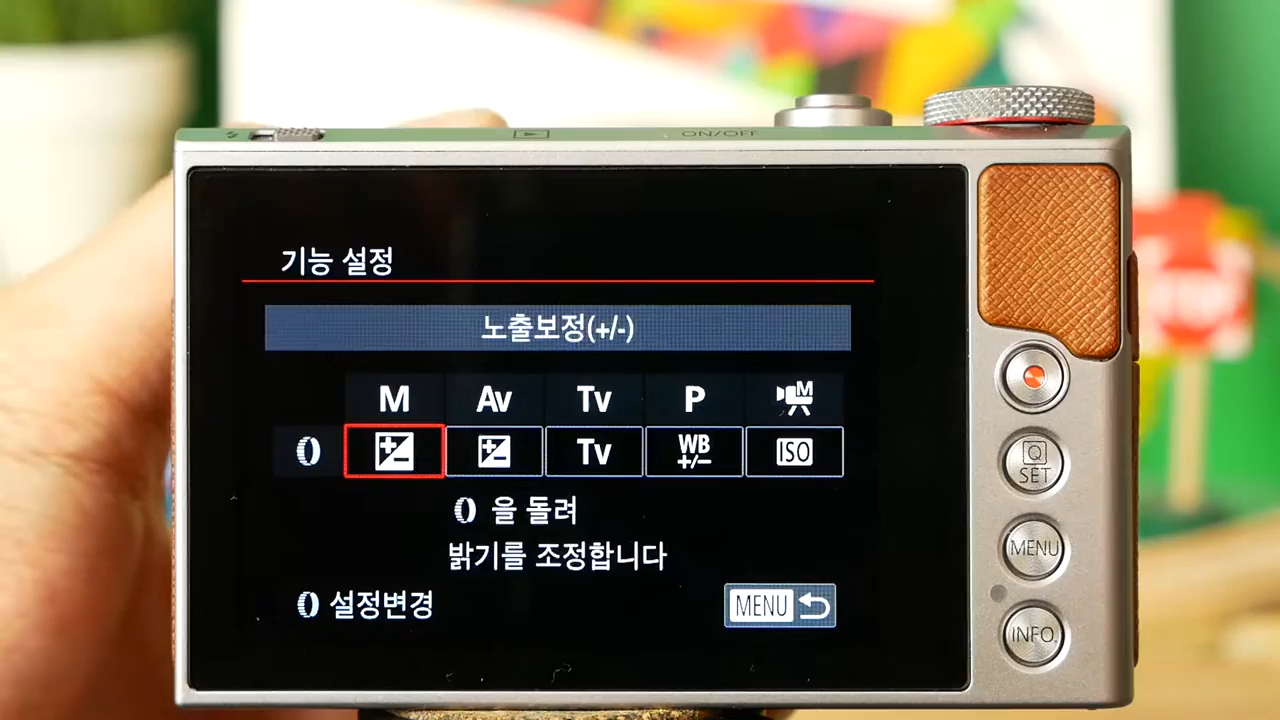 ON/OFF
기능 설정
노출보정(+/-)
M Av Tv P M
Tv WB +/- ISO
을 돌려
밝기를 조정합니다
설정변경
MENU
Q
SET
MENU
INFO.